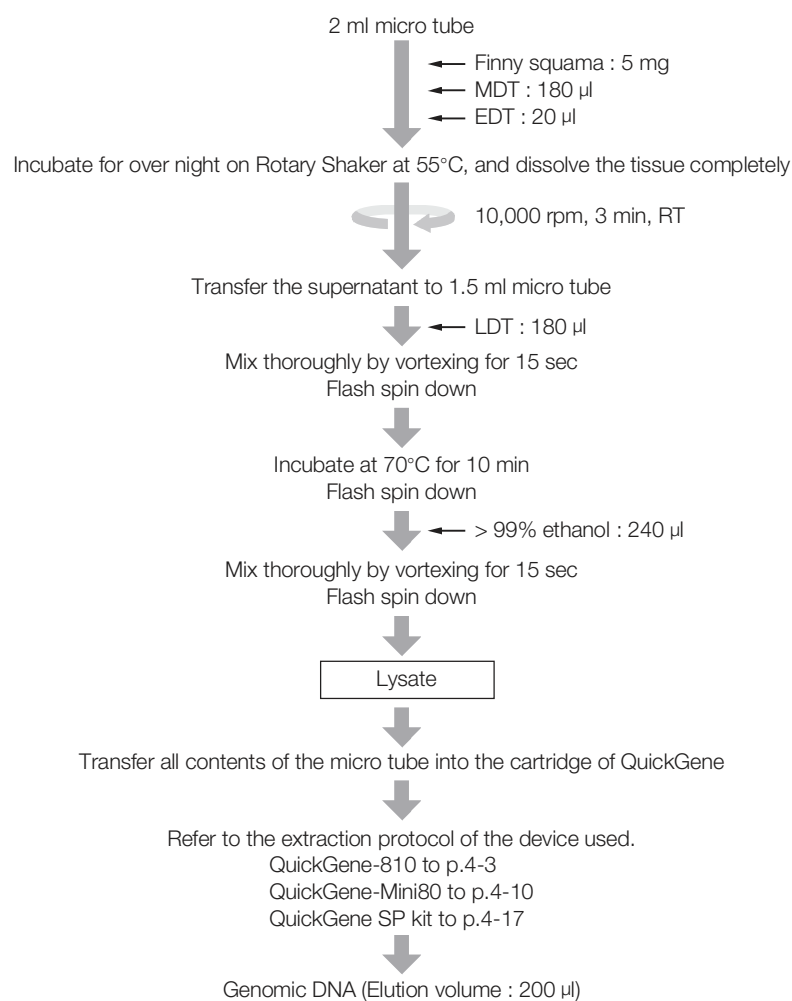 2 ml micro tube
Finny squama : 5 mg
MDT : 180 µl
EDT : 20 µl
Incubate for over night on Rotary Shaker at 55°C, and dissolve the tissue completely
10,000 rpm, 3 min, RT
Transfer the supernatant to 1.5 ml micro tube
LDT : 180 µl
Mix thoroughly by vortexing for 15 sec
Flash spin down
Incubate at 70°C for 10 min
Flash spin down
> 99% ethanol : 240 µl
Mix thoroughly by vortexing for 15 sec
Flash spin down
Lysate
Transfer all contents of the micro tube into the cartridge of QuickGene
Refer to the extraction protocol of the device used.
QuickGene-810 to p.4-3
QuickGene-Mini80 to p.4-10
QuickGene SP kit to p.4-17
Genomic DNA (Elution volume : 200 µl)